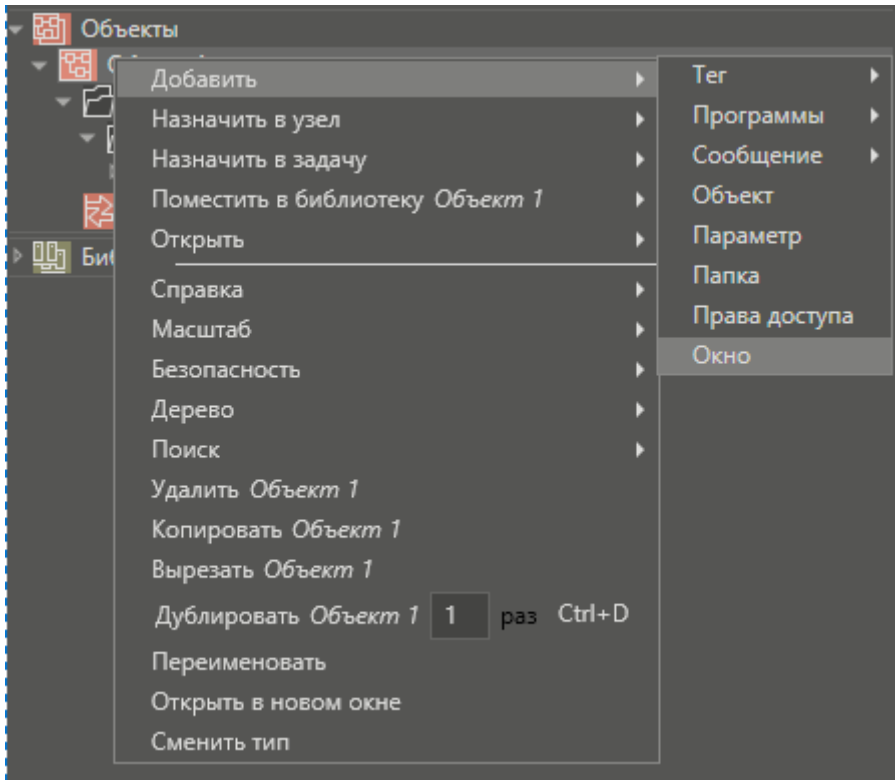 Объекты
Добавить
Назначить в узел
Назначить в задачу
Поместить в библиотеку Объект 1
Открыть
Справка
Масштаб
Безопасность
Дерево
Поиск
Удалить Объект 1
Копировать Объект 1
Вырезать Объект 1
Дублировать Объект 1 1 раз Ctrl+D
Переименовать
Открыть в новом окне
Сменить тип
Тег
Программы
Сообщение
Объект
Параметр
Папка
Права доступа
Окно